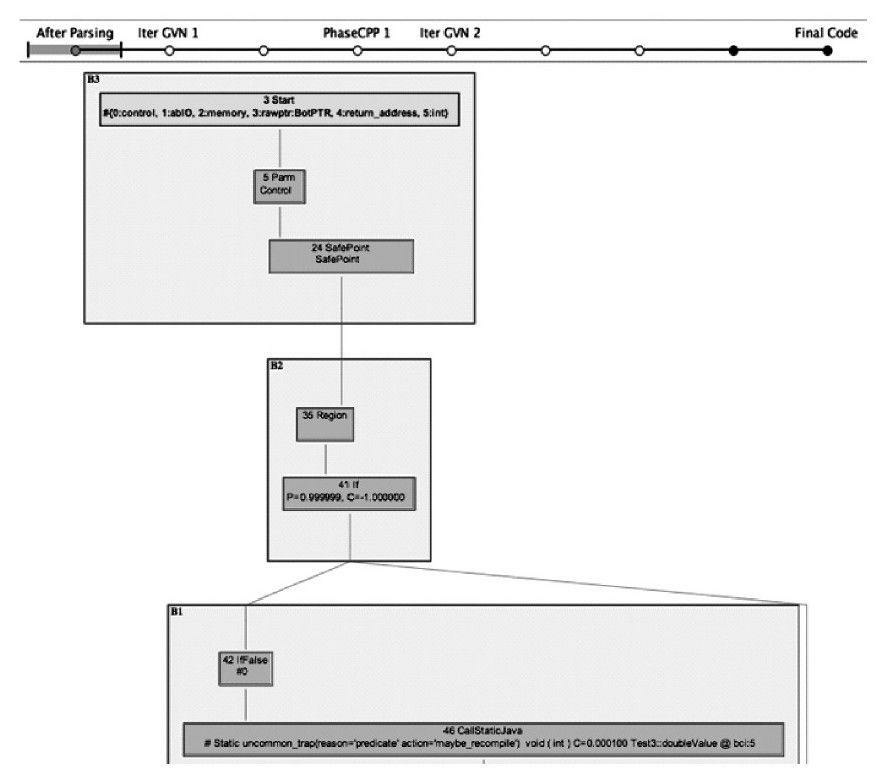 After Parsing Iter GVN 1 PhaseCPP 1 Iter GVN 2 Final Code
B3
3 Start
#{0:control, 1:abIO, 2:memory, 3:rawptr:BotPTR, 4:return_address, 5:int}
5 Parm
Control
24 SafePoint
SafePoint
B2
35 Region
41 If
P=0.999999, C=-1.000000
B1
42 IfFalse
#0
46 CallStaticJava
# Static uncommon_trap(reason='predicate' action='maybe_recompile') void ( int ) C=0.000100 Test3::doubleValue @ bci:5